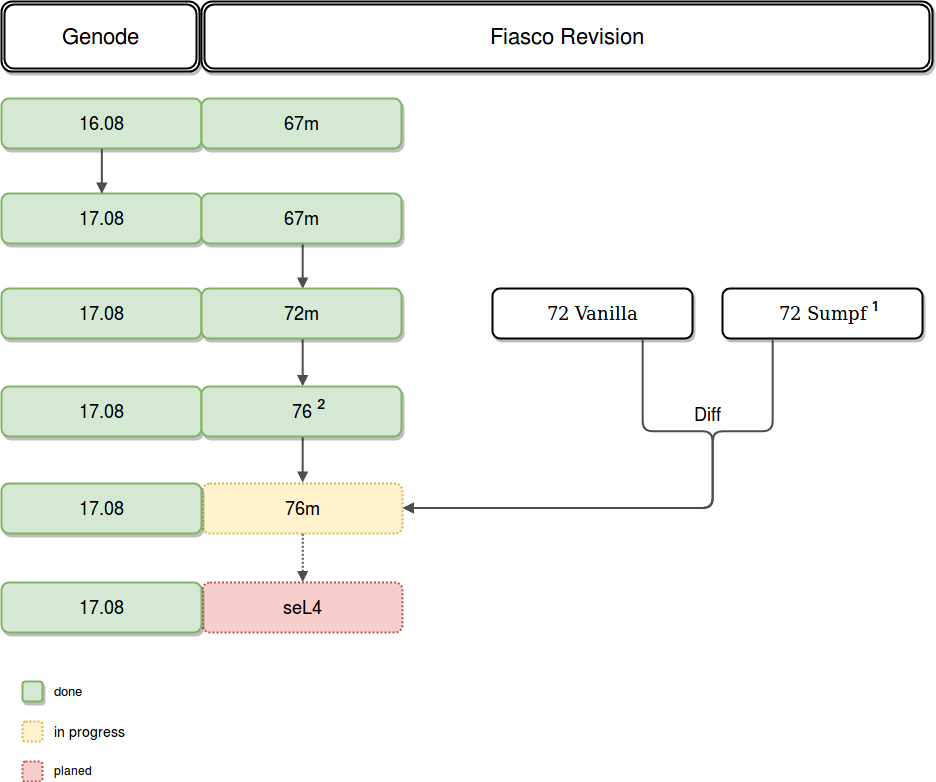 Genode
Fiasco Revision
16.08
67m
17.08
67m
17.08
72m
72 Vanilla
72 Sumpf 1
17.08
76 2
Diff
17.08
76m
17.08
seL4
done
in progress
planed